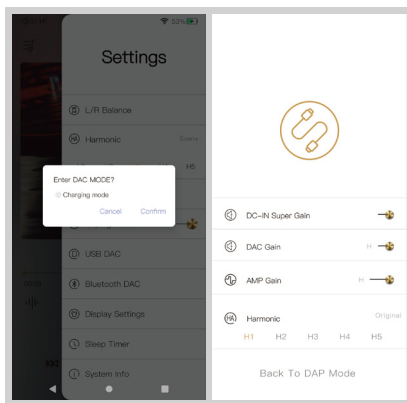 53%
Settings
L/R Balance
Harmonic
H5
Enter DAC MODE?
Charging mode
Cancel
Confirm
USB DAC
Bluetooth DAC
Display Settings
Sleep Timer
System Info
DC-IN Super Gain
DAC Gain
H
AMP Gain
H
HA
Harmonic
Original
H1
H2
H3
H4
H5
Back To DAP Mode